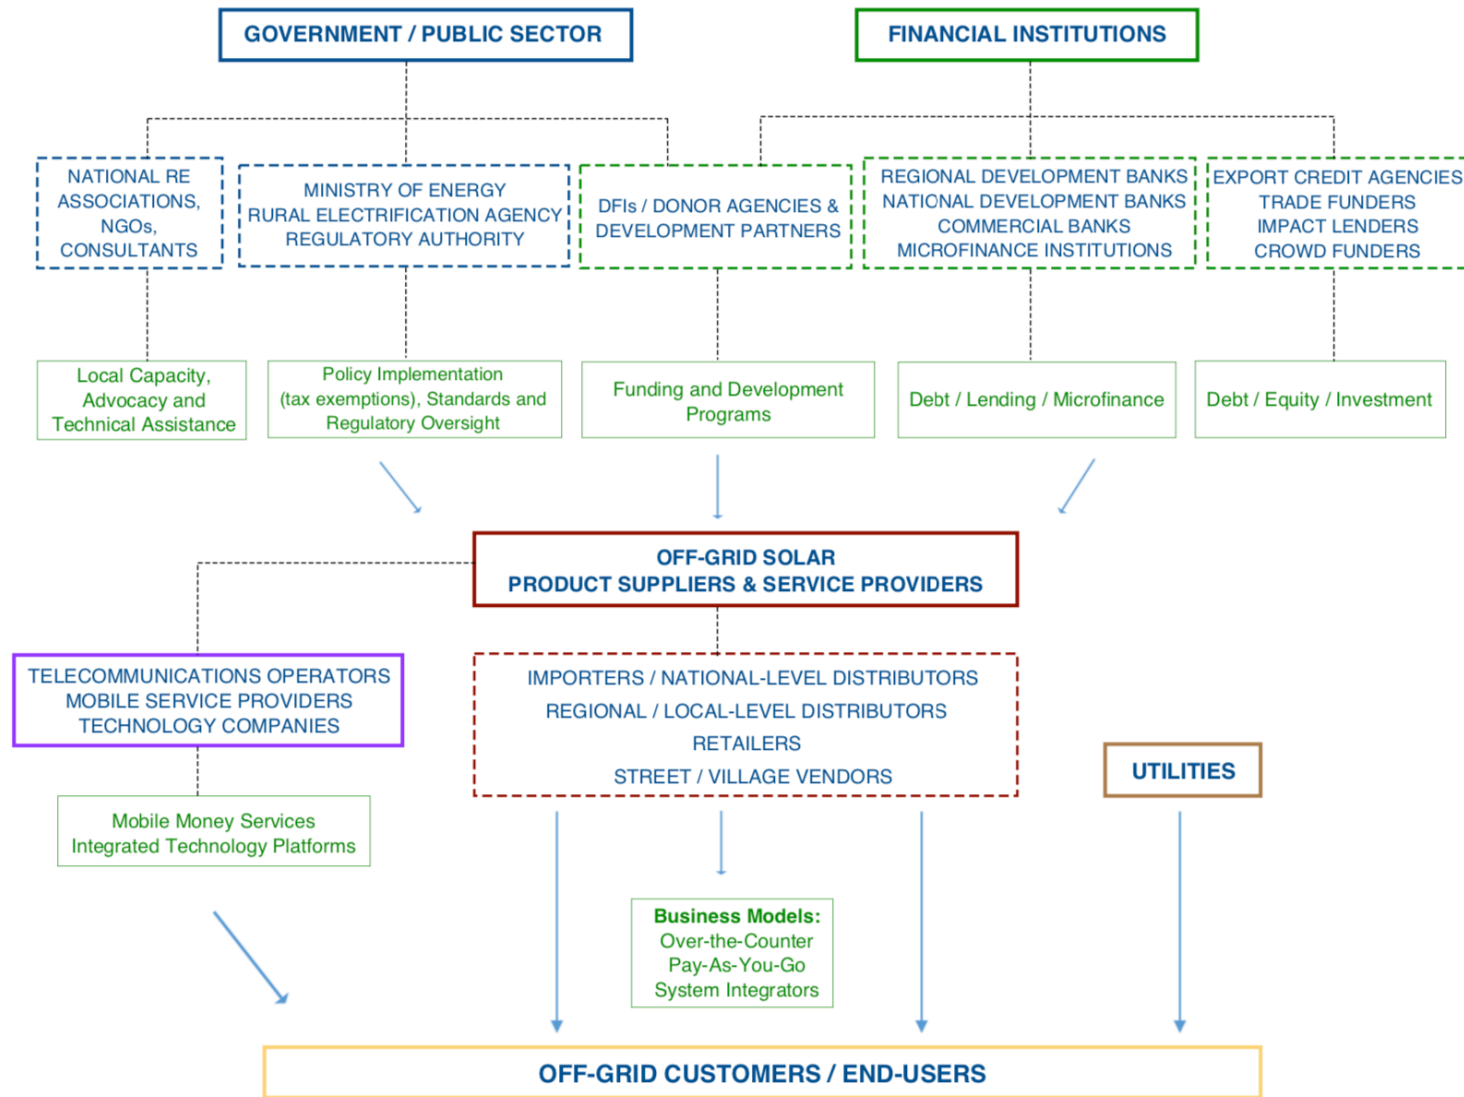 GOVERNMENT / PUBLIC SECTOR
FINANCIAL INSTITUTIONS
NATIONAL RE
ASSOCIATIONS,
NGOs,
CONSULTANTS
MINISTRY OF ENERGY
RURAL ELECTRIFICATION AGENCY
REGULATORY AUTHORITY
DFIs / DONOR AGENCIES &
DEVELOPMENT PARTNERS
REGIONAL DEVELOPMENT BANKS
NATIONAL DEVELOPMENT BANKS
COMMERCIAL BANKS
MICROFINANCE INSTITUTIONS
EXPORT CREDIT AGENCIES
TRADE FUNDERS
IMPACT LENDERS
CROWD FUNDERS
Local Capacity,
Advocacy and
Technical Assistance
Policy Implementation
(tax exemptions), Standards and
Regulatory Oversight
Funding and Development
Programs
Debt / Lending / Microfinance
Debt / Equity / Investment
OFF-GRID SOLAR
PRODUCT SUPPLIERS & SERVICE PROVIDERS
TELECOMMUNICATIONS OPERATORS
MOBILE SERVICE PROVIDERS
TECHNOLOGY COMPANIES
IMPORTERS / NATIONAL-LEVEL DISTRIBUTORS
REGIONAL / LOCAL-LEVEL DISTRIBUTORS
RETAILERS
STREET / VILLAGE VENDORS
UTILITIES
Mobile Money Services
Integrated Technology Platforms
Business Models:
Over-the-Counter
Pay-As-You-Go
System Integrators
OFF-GRID CUSTOMERS / END-USERS